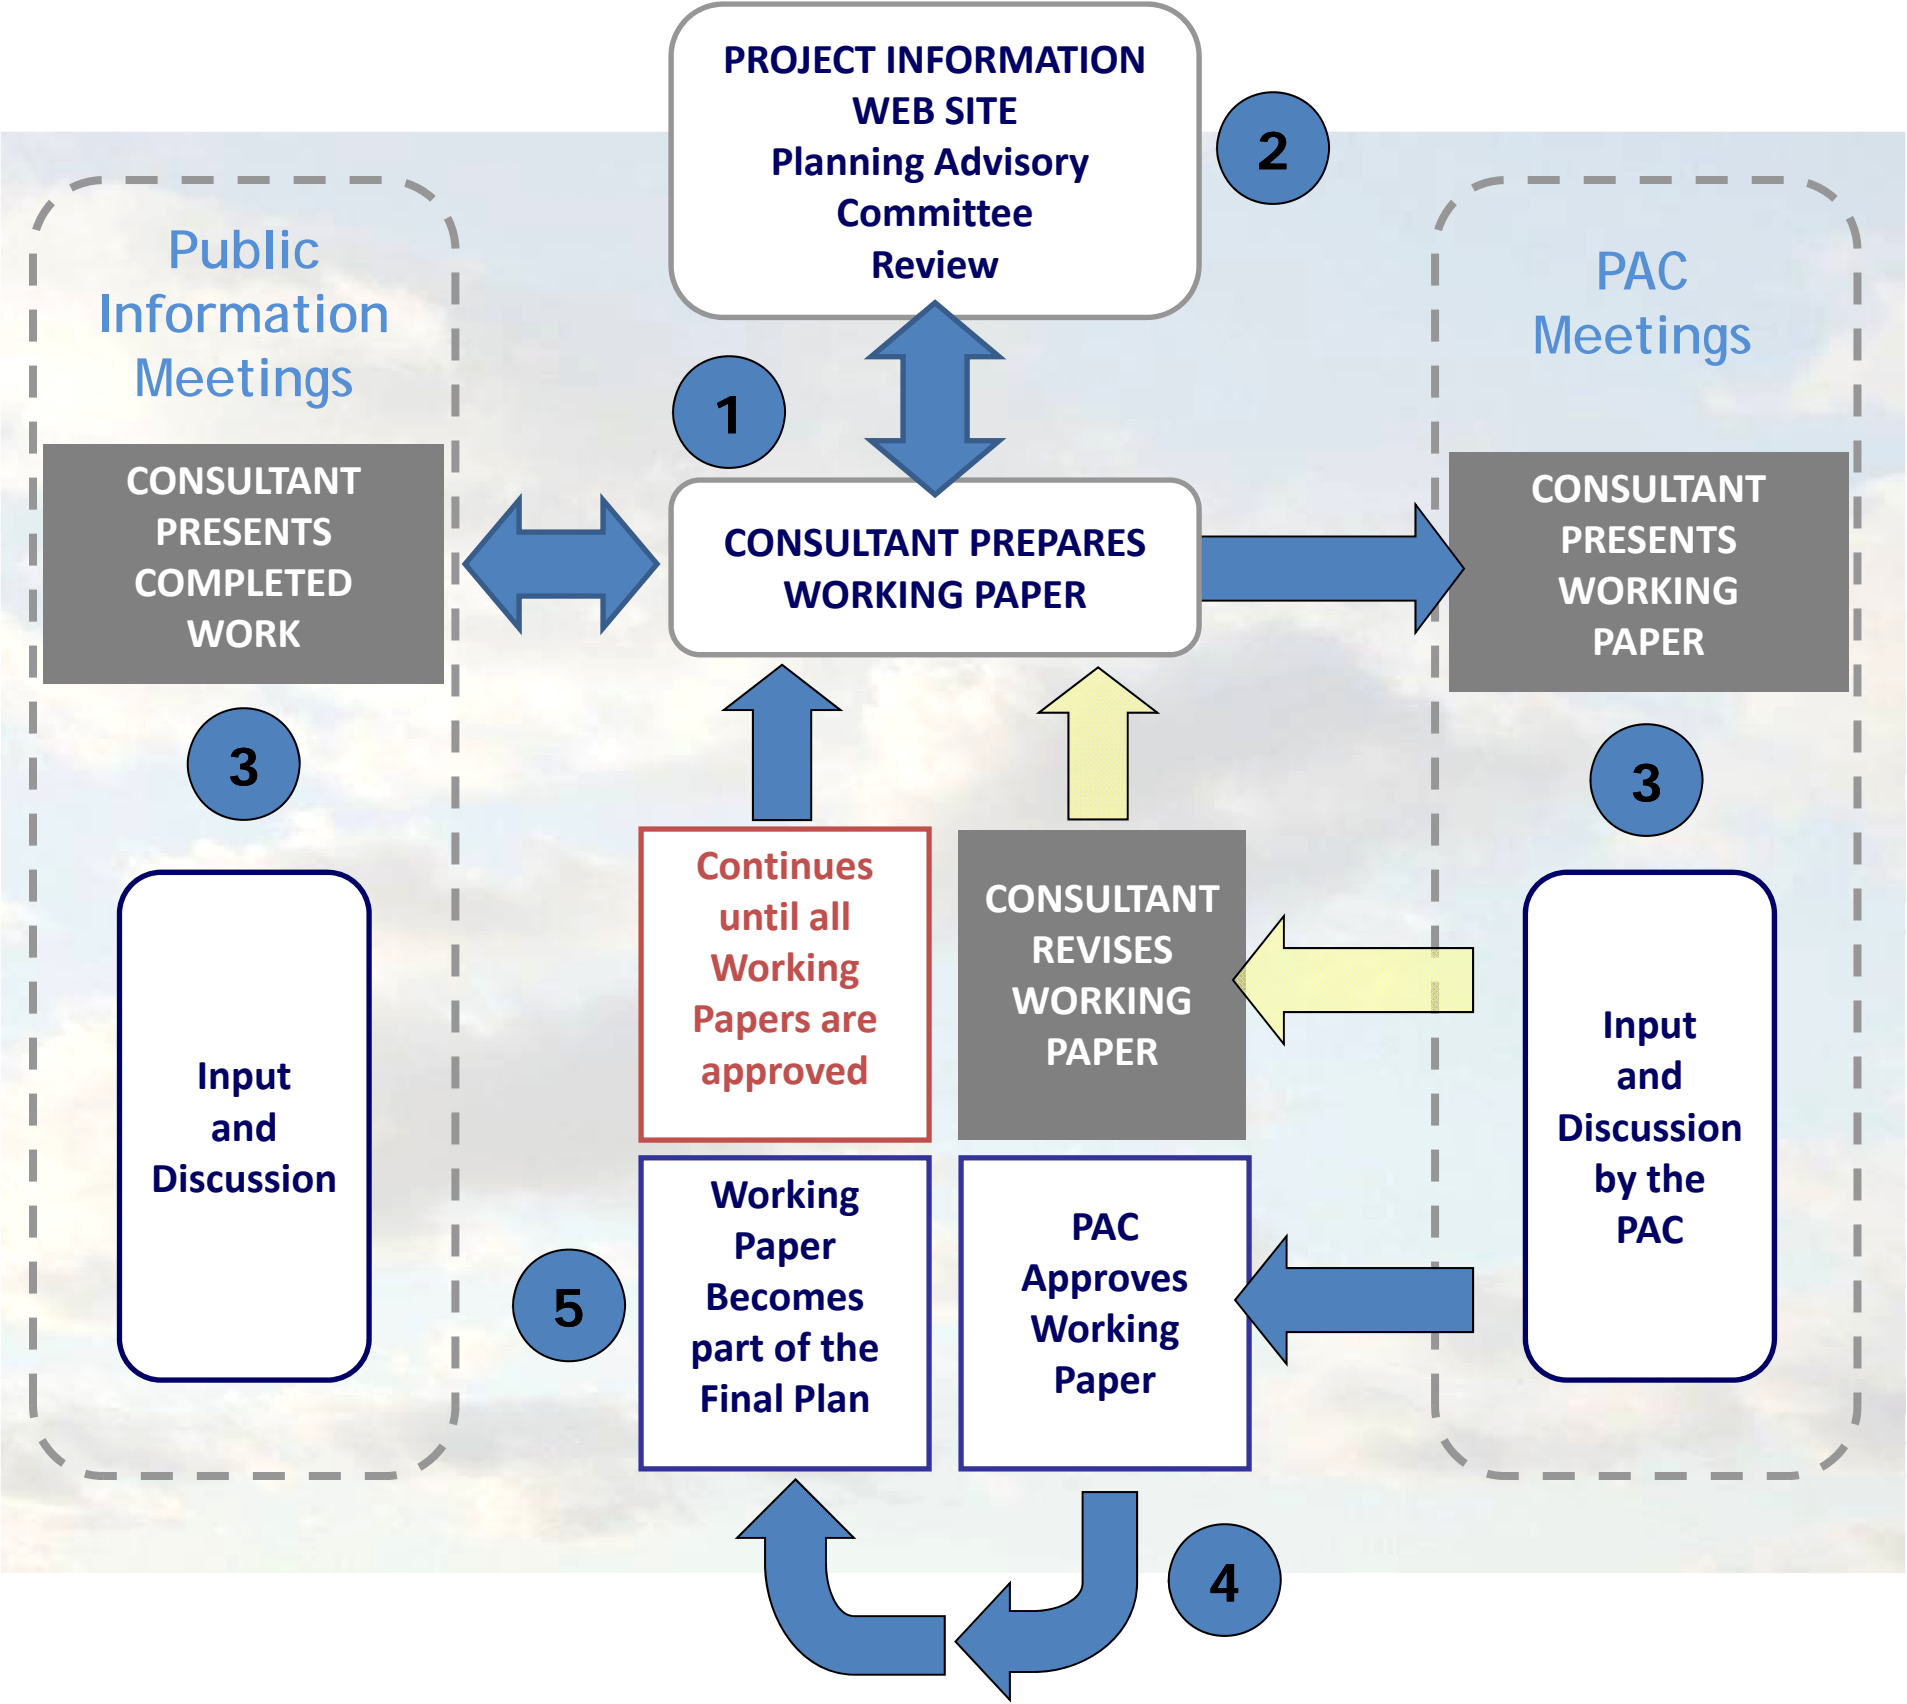 PROJECT INFORMATION
WEB SITE
Planning Advisory
Committee
Review
2
Public
Information
Meetings
PAC
Meetings
1
CONSULTANT
PRESENTS
COMPLETED
WORK
CONSULTANT PREPARES
WORKING PAPER
CONSULTANT
PRESENTS
WORKING
PAPER
3
3
Continues
until all
Working
Papers are
approved
CONSULTANT
REVISES
WORKING
PAPER
Input
and
Discussion
Input
and
Discussion
by the
PAC
5
Working
Paper
Becomes
part of the
Final Plan
PAC
Approves
Working
Paper
4